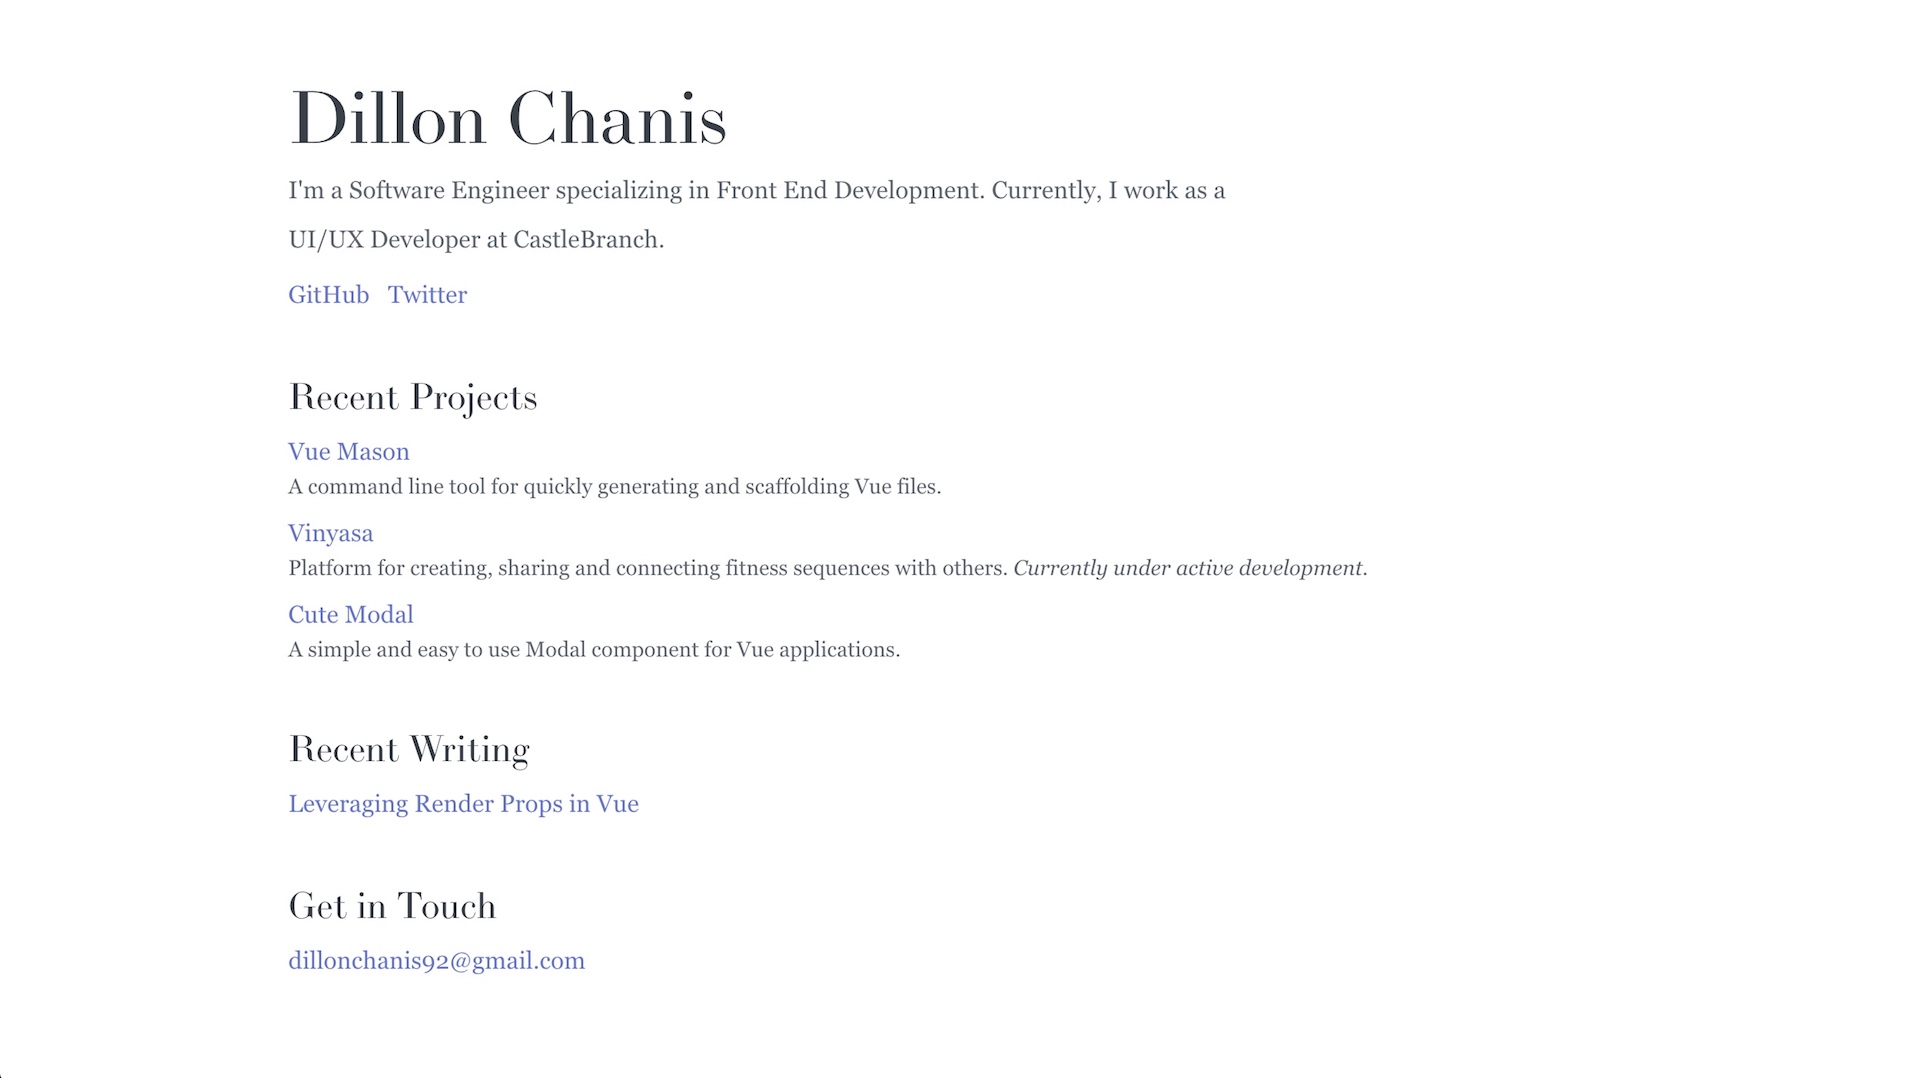 Dillon Chanis
I'm a Software Engineer specializing in Front End Development. Currently, I work as a
UI/UX Developer at CastleBranch.
GitHub Twitter
Recent Projects
Vue Mason
A command line tool for quickly generating and scaffolding Vue files.
Vinyasa
Platform for creating, sharing and connecting fitness sequences with others. Currently under active development.
Cute Modal
A simple and easy to use Modal component for Vue applications.
Recent Writing
Leveraging Render Props in Vue
Get in Touch
dillonchanis92@gmail.com